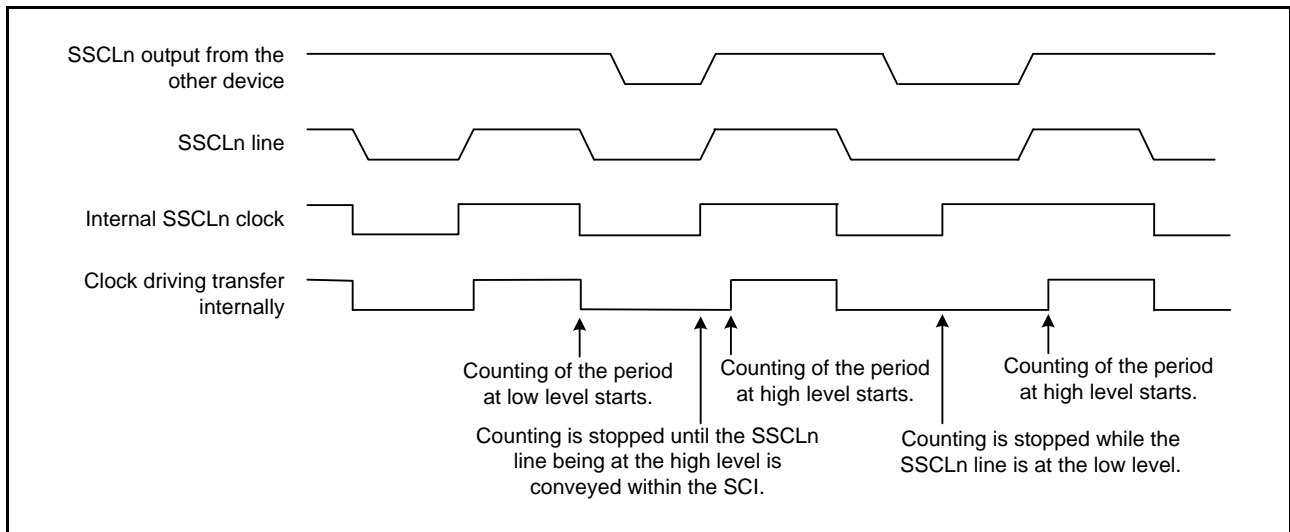 SSCLn output from the
other device
SSCLn line
Internal SSCLn clock
Clock driving transfer
internally
Counting of the period
at low level starts.
Counting of the period
at high level starts.
Counting of the period
at high level starts.
Counting is stopped until the SSCLn
line being at the high level is
conveyed within the SCI.
Counting is stopped while the
SSCLn line is at the low level.